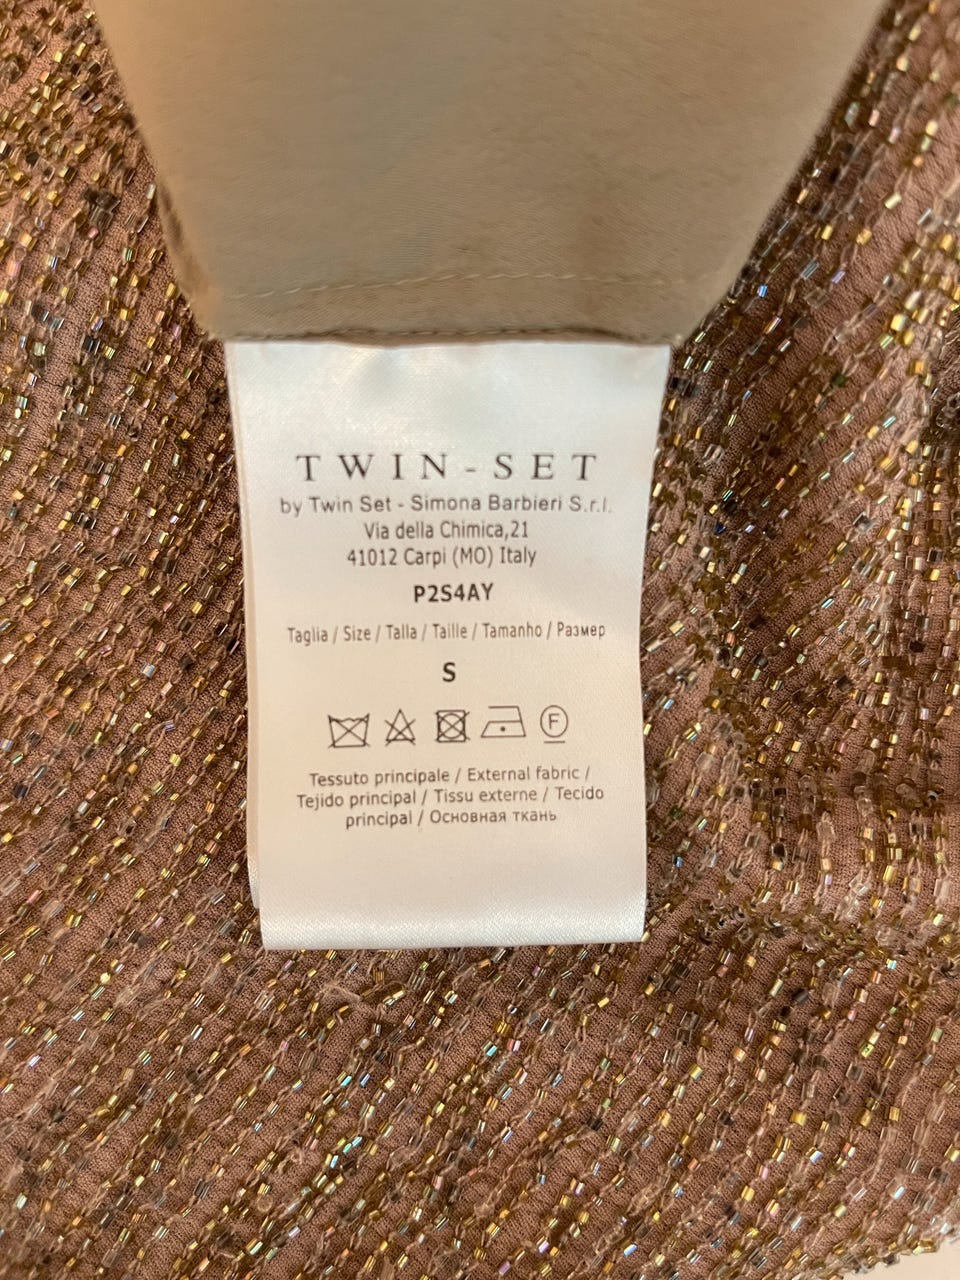 TWIN-SET
by Twin Set - Simona Barbieri S.r.l.
Via della Chimica,21
41012 Carpi (MO) Italy
P2S4AY
Taglia / Size / Talla / Taille / Tamanho / Размер
S
F
Tessuto principale / External fabric /
Tejido principal / Tissu externe / Tecido
principal / Основная ткань